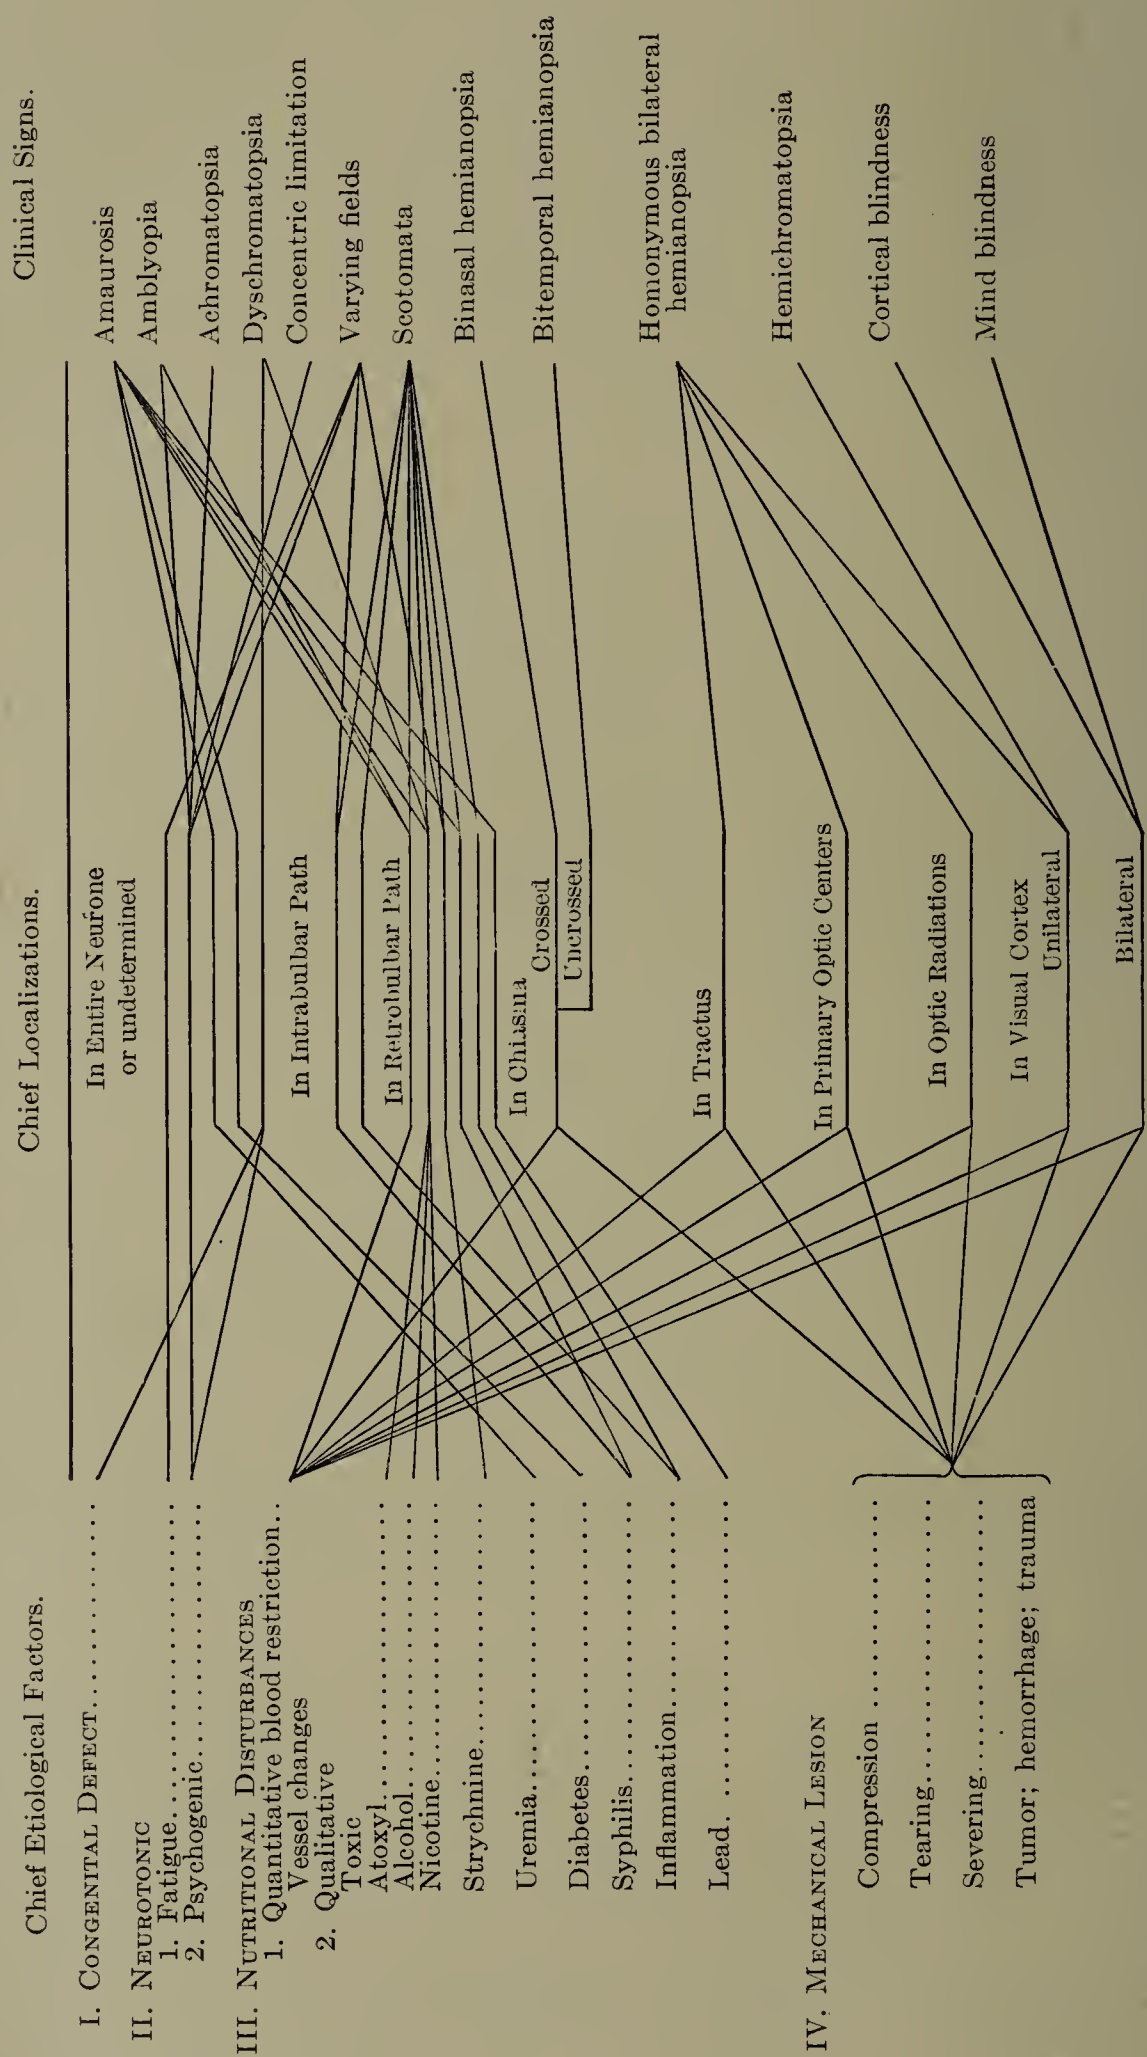 Chief Etiological Factors.
I. CONGENITAL DEFECT............
II. NEUROTONIC
1. Fatigue....................
2. Psychogenic................
III. NUTRITIONAL DISTURBANCES
1. Quantitative blood restriction..
Vessel changes
2. Qualitative
Toxic
Atoxyl....................
Alcohol...................
Nicotine..................
Strychnine................
Uremia....................
Diabetes..................
Syphilis..................
Inflammation..............
Lead. ....................
IV. MECHANICAL LESION
Compression ..............
Tearing...................
Severing..................
Tumor; hemorrhage; trauma
Chief Localizations.
In Entire Neurone
or undetermined
In Intrabulbar Path
In Retrobulbar Path
In Chiasma
Crossed
Uncrossed
In Tractus
In Primary Optic Centers
In Optic Radiations
In Visual Cortex
Unilateral
Bilateral
Clinical Signs.
Amaurosis
Amblyopia
Achromatopsia
Dyschromatopsia
Concentric limitation
Varying fields
Scotomata
Binasal hemianopsia
Bitemporal hemianopsia
Homonymous bilateral
hemianopsia
Hemichromatopsia
Cortical blindness
Mind blindness